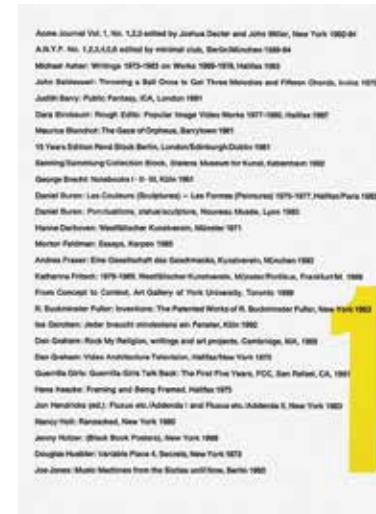 Acme Journal Vol. 1, No. 1,2,3 edited by Joshua Decter and John Miller, New York 1992-94
A.N.Y.P. No. 1,2,3,4,5,6 edited by minimal club, Berlin/München 1989-94
Michael Asher: Writings 1973-1983 on Works 1969-1979, Halifax 1983
John Baldessari: Throwing a Ball Once to Get Three Melodies and Fifteen Chords, Irvine 1975
Judith Barry: Public Fantasy, ICA, London 1991
Dara Birnbaum: Rough Edits: Popular Image Video Works 1977-1980, Halifax 1987
Maurice Blanchot: The Gaze of Orpheus, Barrytown 1981
15 Years Edition René Block Berlin, London/Edinburgh/Dublin 1981
Samling/Sammlung/Collection Block, Statens Museum for Kunst, København 1992
George Brecht: Notebooks I - II - III, Köln 1991
Daniel Buren: Les Couleurs (Sculptures) – Les Formes (Peintures) 1975-1977, Halifax/Paris 1981
Daniel Buren: Ponctuations, statue/sculpture, Nouveau Musée, Lyon 1980
Hanne Darboven: Westfälischer Kunstverein, Münster 1971
Morton Feldman: Essays, Kerpen 1985
Andrea Fraser: Eine Gesellschaft des Geschmacks, Kunstverein, München 1993
Katharina Fritsch: 1979-1989, Westfälischer Kunstverein, Münster/Portikus, Frankfurt/M. 1989
From Concept to Context, Art Gallery of York University, Toronto
R. Buckminster Fuller: Inventions: The Patented Works of R. Buckminster Fuller, New York 1983
Isa Genzken: Jeder braucht mindestens ein Fenster, Köln 1992
Dan Graham: Rock My Religion, writings and art projects, Cambridge, MA, 1993
Dan Graham: Video Architecture Television, Halifax/New York 1979
Guerrilla Girls: Guerrilla Girls Talk Back: The First Five Years, FCC, San Rafael, CA, 1991
Hans Haacke: Framing and Being Framed, Halifax 1975
Jon Hendricks (ed.): Fluxus etc./Addenda I and Fluxus etc./Addenda II, New York 1983
Nancy Holt: Ransacked, New York 1980
Jenny Holzer: (Black Book Posters), New York
Douglas Huebler: Variable Piece 4, Secrets, New York 1973
Joe Jones: Music Machines from the Sixties until Now, Berlin 1990
1